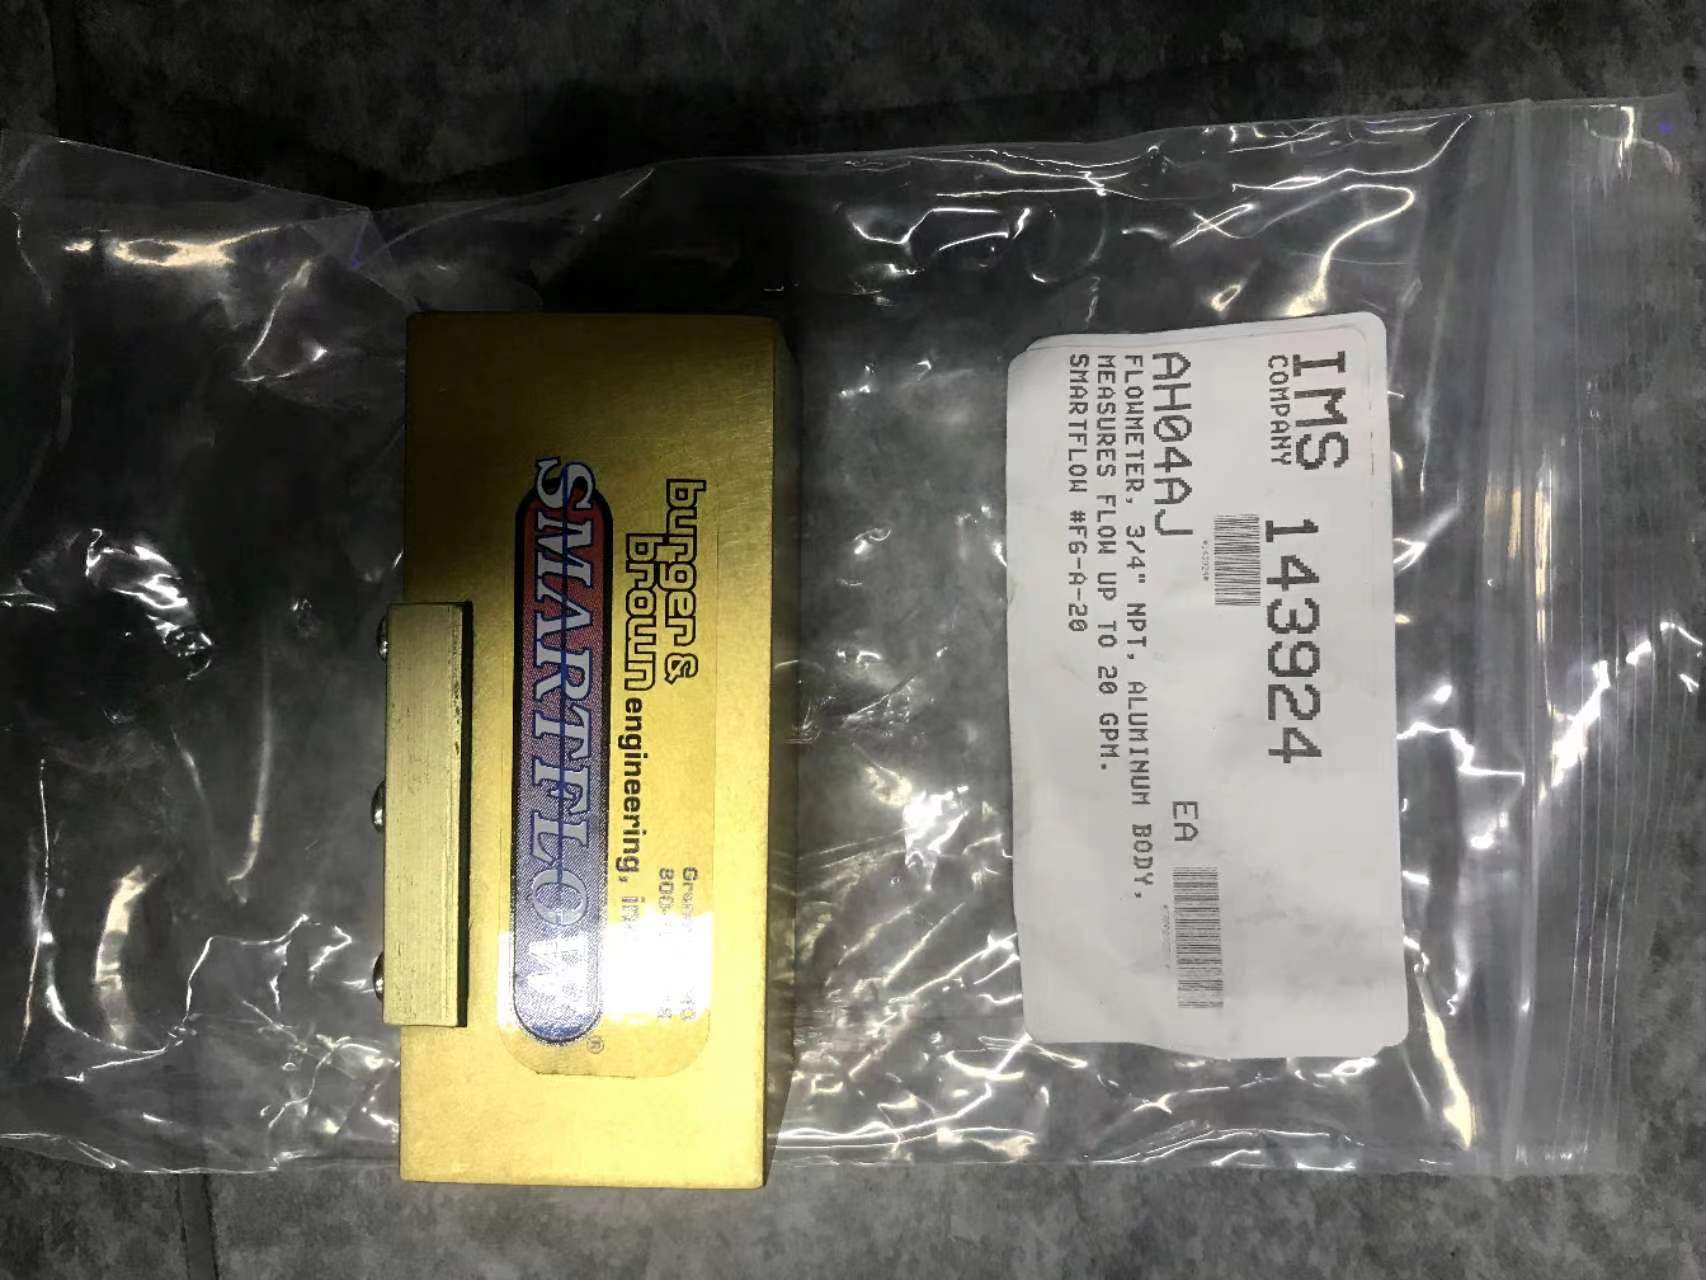 IMS 143924
COMPANY
EA
AH04AJ
FLOWMETER, 3/4" NPT, ALUMINUM BODY,
MEASURES FLOW UP TO 20 GPM.
SMARTFLOW #F6-A-20
burger &
brown engineering,
SMARTFLOW®